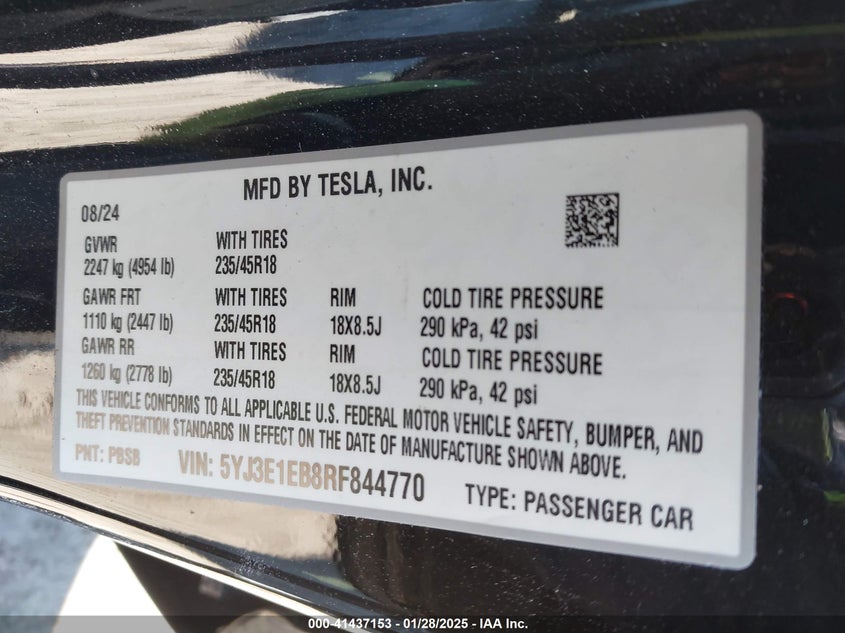 MFD BY TESLA, INC.
08/24
GVWR WITH TIRES
2247 kg (4954 lb) 235/45R18
GAWR FRT WITH TIRES RIM COLD TIRE PRESSURE
1110 kg (2447 lb) 235/45R18 18X8.5J 290 kPa, 42 psi
GAWR RR WITH TIRES RIM COLD TIRE PRESSURE
1260 kg (2778 lb) 235/45R18 18X8.5J 290 kPa, 42 psi
THIS VEHICLE CONFORMS TO ALL APPLICABLE U.S. FEDERAL MOTOR VEHICLE SAFETY, BUMPER, AND
THEFT PREVENTION STANDARDS IN EFFECT ON THE DATE OF MANUFACTURE SHOWN ABOVE.
PNT: PBSB VIN: 5YJ3E1EB8RF844770 TYPE: PASSENGER CAR
000-41437153 — 01/28/2025 — IAA Inc.